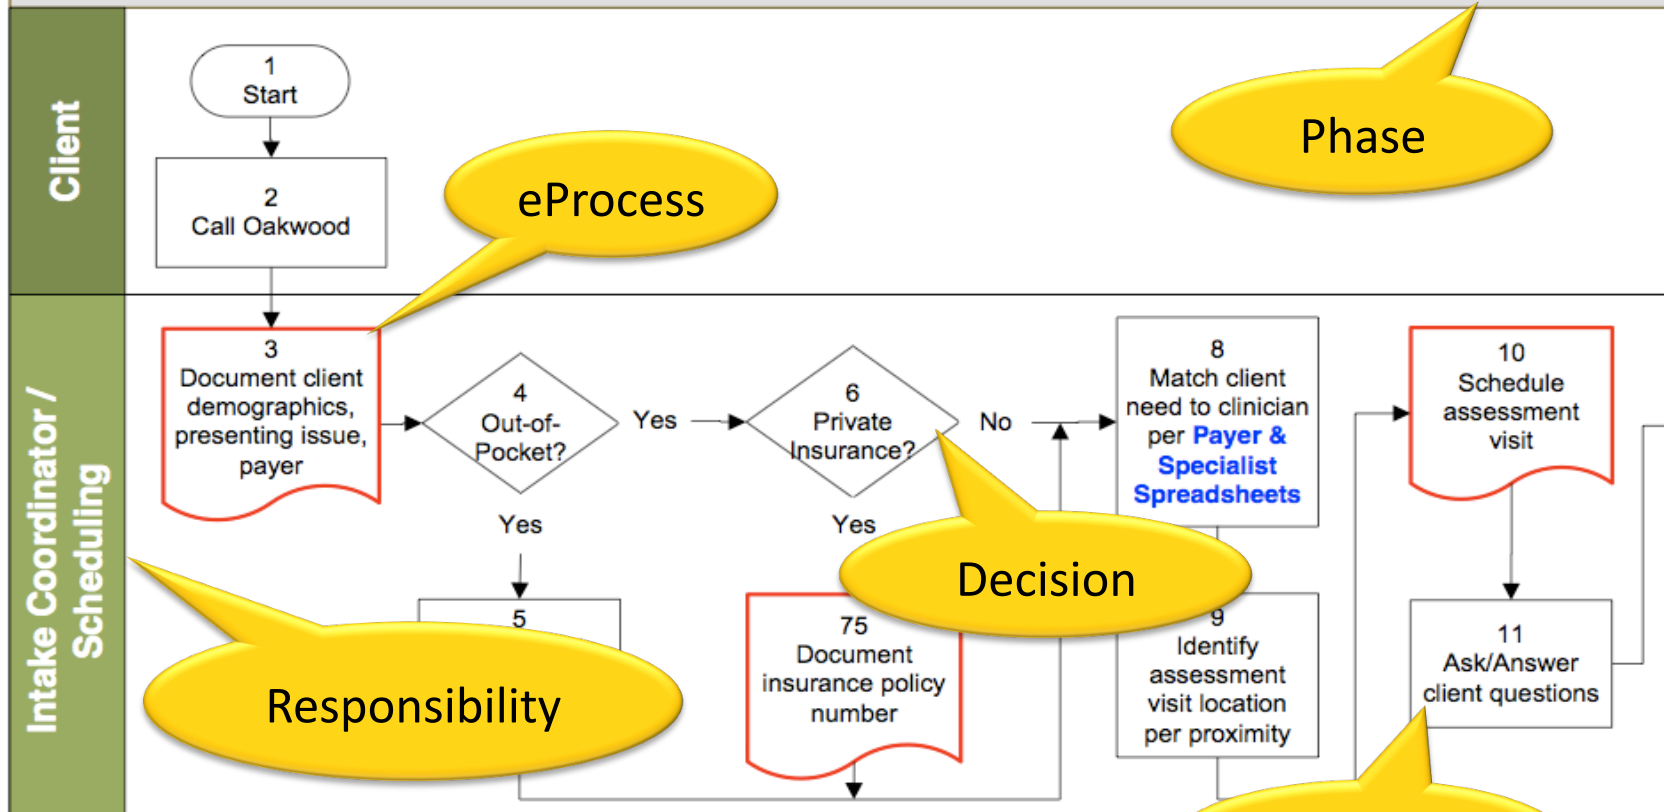 Client
1
Start
2
Call Oakwood
eProcess
Phase
Intake Coordinator /
Scheduling
3
Document client
demographics,
presenting issue,
payer
4
Out-of-
Pocket?
Yes
Yes
5
6
Private
Insurance?
No
Yes
75
Document
insurance policy
number
8
Match client
need to clinician
per Payer &
Specialist
Spreadsheets
Decision
9
Identify
assessment
visit location
per proximity
10
Schedule
assessment
visit
11
Ask/Answer
client questions
Responsibility